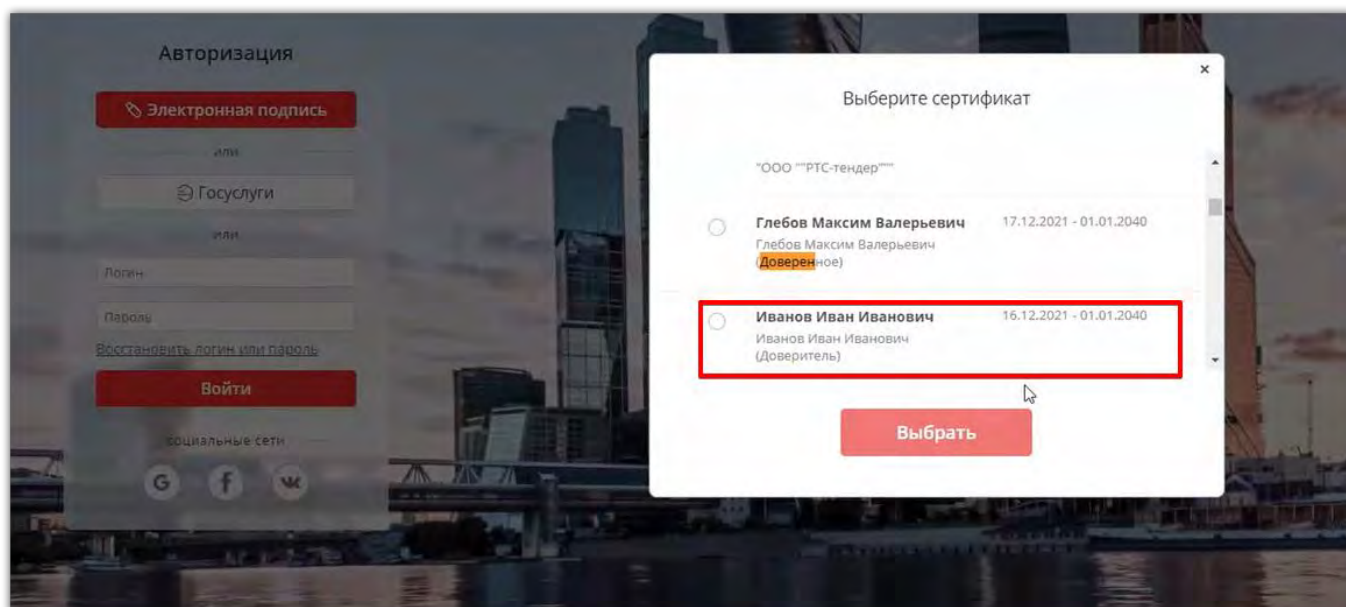 Авторизация
Электронная подпись
или
Госуслуги
или
Логин
Пароль
Восстановить логин или пароль
Войти
социальные сети
G f
×
Выберите сертификат
"ООО ""РТС-тендер"""
Глебов Максим Валерьевич 17.12.2021 - 01.01.2040
Глебов Максим Валерьевич
(Доверенное)
Иванов Иван Иванович 16.12.2021 - 01.01.2040
Иванов Иван Иванович
(Доверитель)
Выбрать